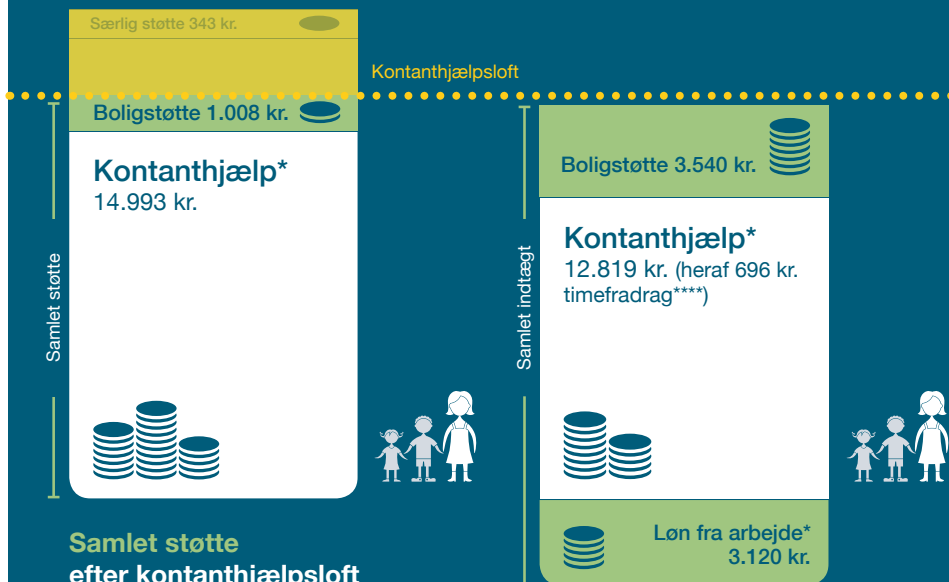 Særlig støtte 343 kr.
Kontanthjælpsloft
Boligstøtte 1.008 kr.
Kontanthjælp*
14.993 kr.
Samlet støtte
Samlet støtte
efter kontanthjælpsloft
Boligstøtte 3.540 kr.
Kontanthjælp*
12.819 kr. (heraf 696 kr.
timefradrag****)
Samlet indtægt
Løn fra arbejde*
3.120 kr.